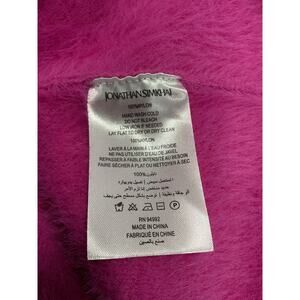 JONATHAN SIMKHAI
100%NYLON
HAND WASH COLD
DO NOT BLEACH
LOW IRON IF NEEDED
LAY FLAT TO DRY OR DRY CLEAN
100%NYLON
LAVER À LA MAIN À L'EAU FROIDE
NE PAS UTILISER D'EAU DE JAVEL
REPASSER À FAIBLE INTENSITÉ AU BESOIN
FAIRE SÉCHER À PLAT OU NETTOYER À SEC
100% نايلون
RN 94992
MADE IN CHINA
FABRIQUÉ EN CHINE
صنع بالصين